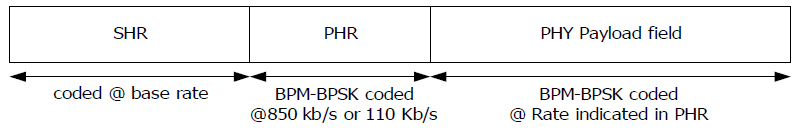 SHR
PHR
PHY Payload field
coded @ base rate
BPM-BPSK coded
@850 kb/s or 110 Kb/s
BPM-BPSK coded
@ Rate indicated in PHR